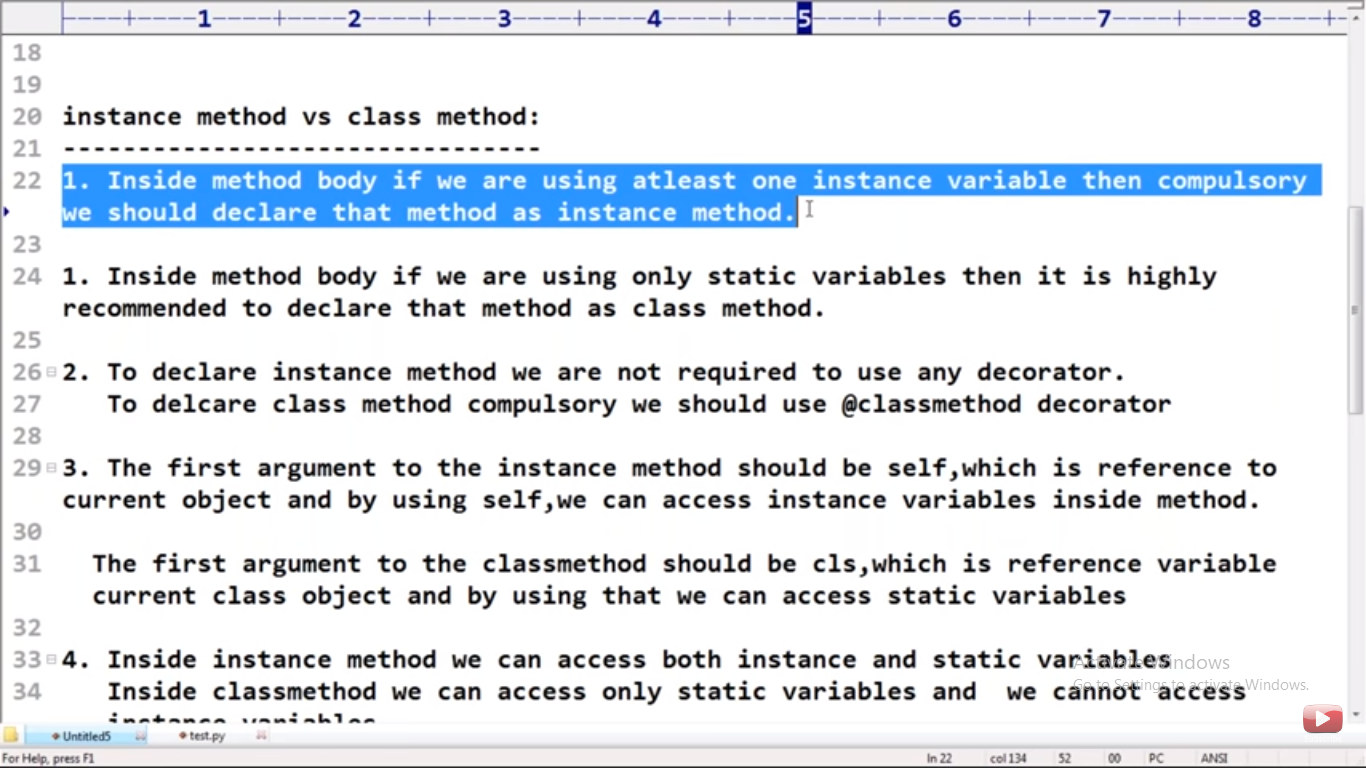 1 2 3 4 5 6 7 8
18
19
20 instance method vs class method:
21 --------------------------------
22 1. Inside method body if we are using atleast one instance variable then compulsory
we should declare that method as instance method.
23
24 1. Inside method body if we are using only static variables then it is highly
recommended to declare that method as class method.
25
26 2. To declare instance method we are not required to use any decorator.
27 To delcare class method compulsory we should use @classmethod decorator
28
29 3. The first argument to the instance method should be self,which is reference to
current object and by using self,we can access instance variables inside method.
30
31 The first argument to the classmethod should be cls,which is reference variable
current class object and by using that we can access static variables
32
33 4. Inside instance method we can access both instance and static variables
Activate Windows
34 Inside classmethod we can access only static variables and we cannot access
Go to Settings to activate Windows.
instance variables
Untitled5 test.py
For Help, press F1 ln 22 col 134 52 00 PC ANSI